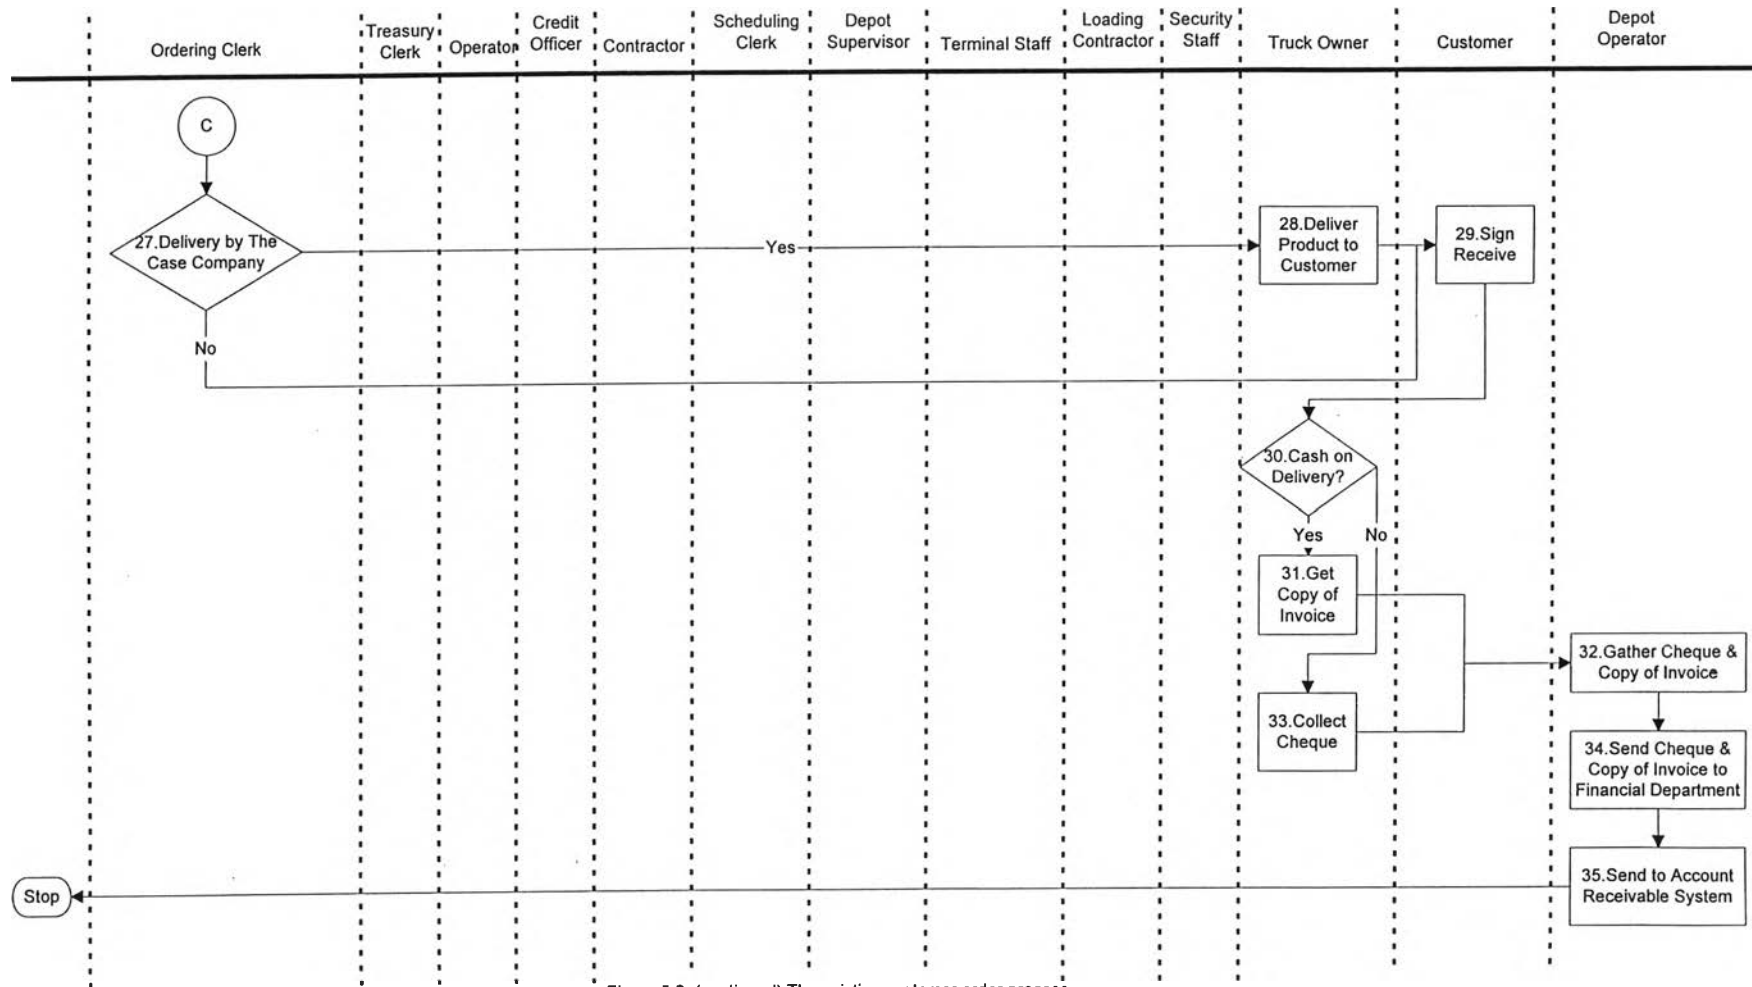 Ordering Clerk
Treasury
Clerk
Operator
Credit
Officer
Contractor
Scheduling
Clerk
Depot
Supervisor
Terminal Staff
Loading
Contractor
Security
Staff
Truck Owner
Customer
Depot
Operator
C
27.Delivery by The
Case Company
Yes
No
28.Deliver
Product to
Customer
29.Sign
Receive
30.Cash on
Delivery?
Yes
No
31.Get
Copy of
Invoice
32.Gather Cheque &
Copy of Invoice
33.Collect
Cheque
34.Send Cheque &
Copy of Invoice to
Financial Department
35.Send to Account
Receivable System
Stop